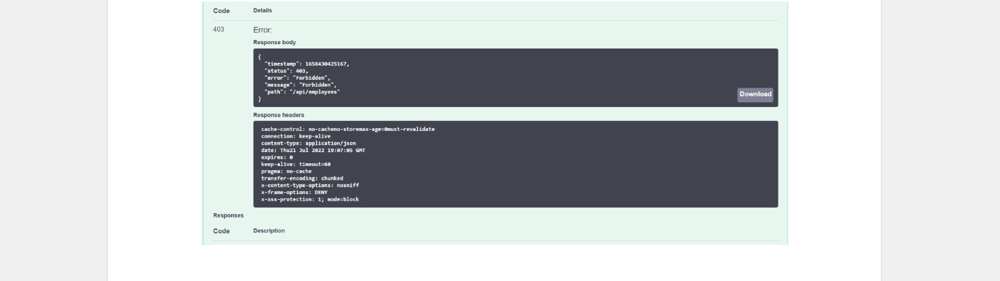 Code Details
403 Error:
Response body
{
"timestamp": 1658430425167,
"status": 403,
"error": "Forbidden",
"message": "Forbidden",
"path": "/api/employees"
}
Download
Response headers
cache-control: no-cacheno-storemax-age=0must-revalidate
connection: keep-alive
content-type: application/json
date: Thu21 Jul 2022 19:07:05 GMT
expires: 0
keep-alive: timeout=60
pragma: no-cache
transfer-encoding: chunked
x-content-type-options: nosniff
x-frame-options: DENY
x-xss-protection: 1; mode=block
Responses
Code Description